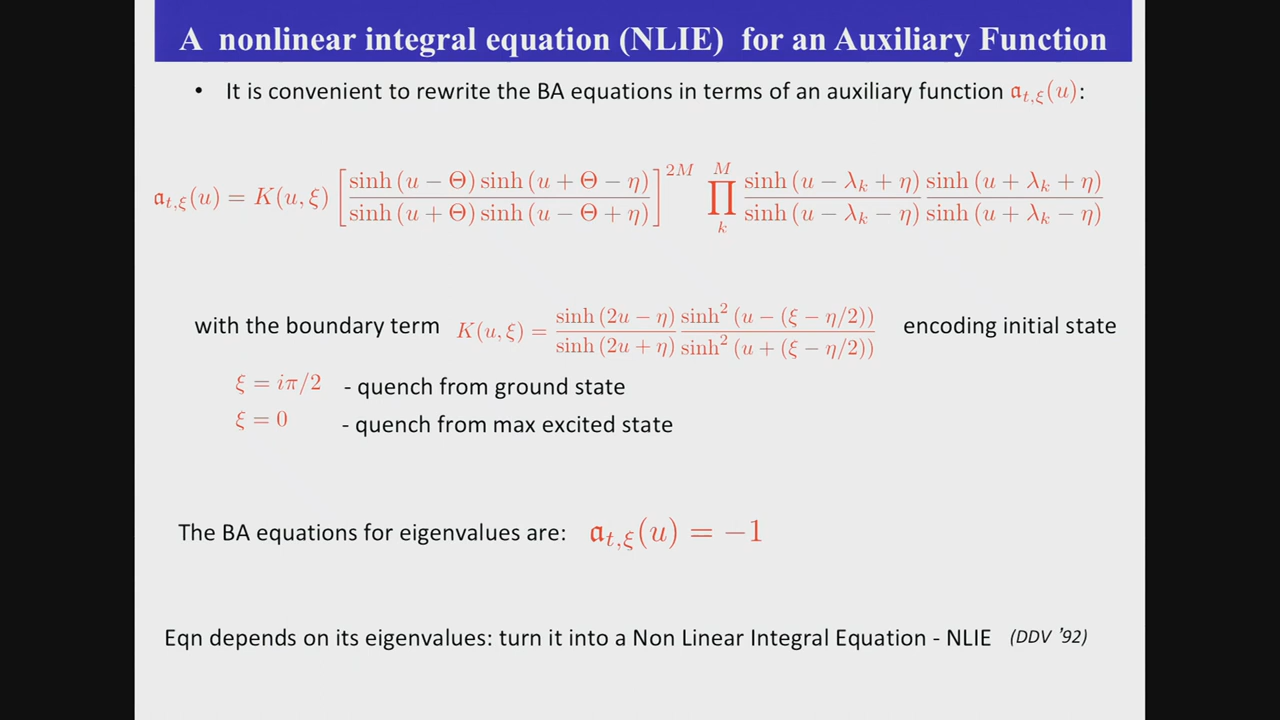 A nonlinear integral equation (NLIE) for an Auxiliary Function
• It is convenient to rewrite the BA equations in terms of an auxiliary function 𝔞_{t,ξ}(u):
𝔞_{t,ξ}(u) = K(u, ξ) [ sinh (u − Θ) sinh (u + Θ − η) / sinh (u + Θ) sinh (u − Θ + η) ]^{2M} ∏_k^M sinh (u − λ_k + η) / sinh (u − λ_k − η) sinh (u + λ_k + η) / sinh (u + λ_k − η)
with the boundary term K(u, ξ) = sinh (2u − η) / sinh (2u + η) sinh² (u − (ξ − η/2)) / sinh² (u + (ξ − η/2)) encoding initial state
ξ = iπ/2 - quench from ground state
ξ = 0 - quench from max excited state
The BA equations for eigenvalues are: 𝔞_{t,ξ}(u) = −1
Eqn depends on its eigenvalues: turn it into a Non Linear Integral Equation - NLIE (DDV '92)